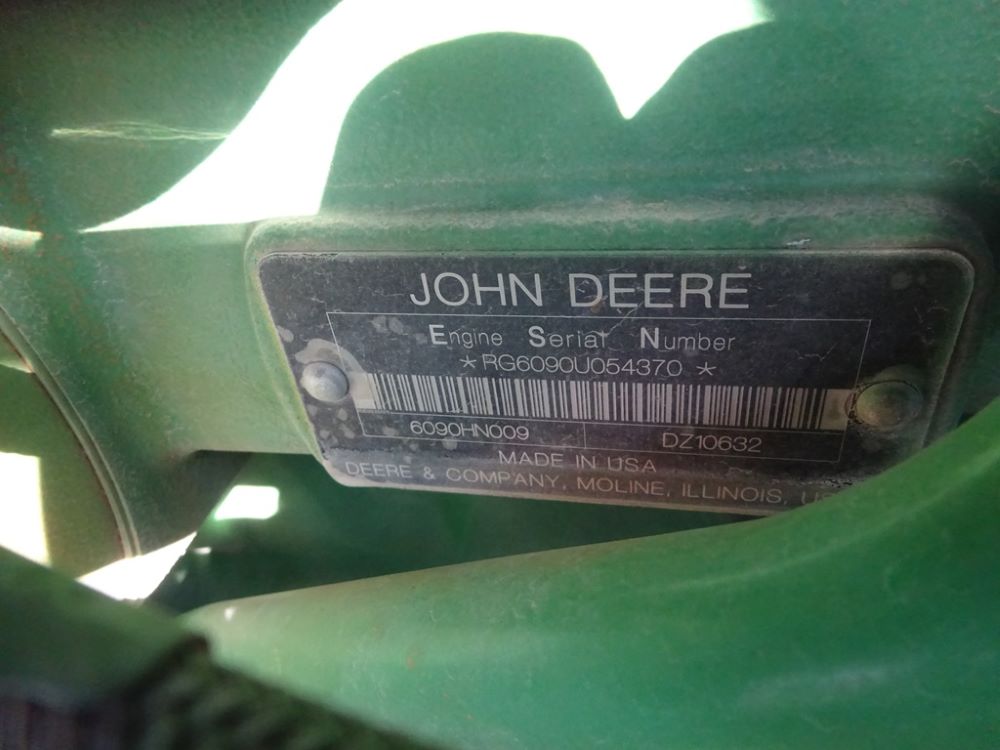 JOHN DEERE
Engine Serial Number
*RG6090U054370*
6090HN009 DZ10632
MADE IN USA
DEERE & COMPANY, MOLINE, ILLINOIS,